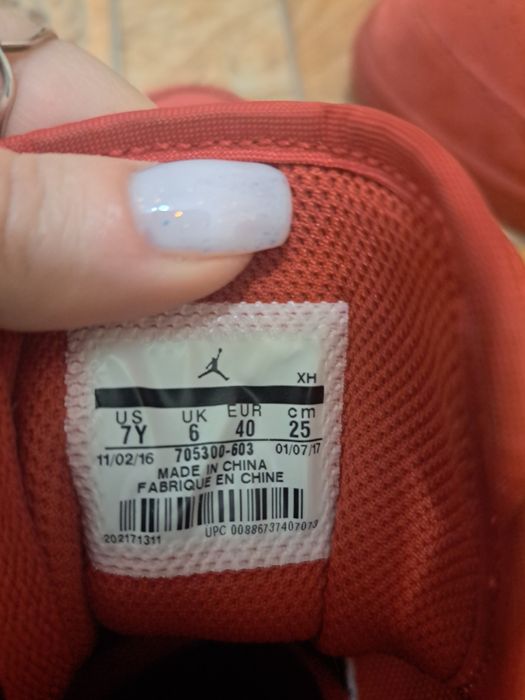 XH
US UK EUR cm
7Y 6 40 25
11/02/16 705300-603 01/07/17
MADE IN CHINA
FABRIQUE EN CHINE
202171311 UPC 00886737407073